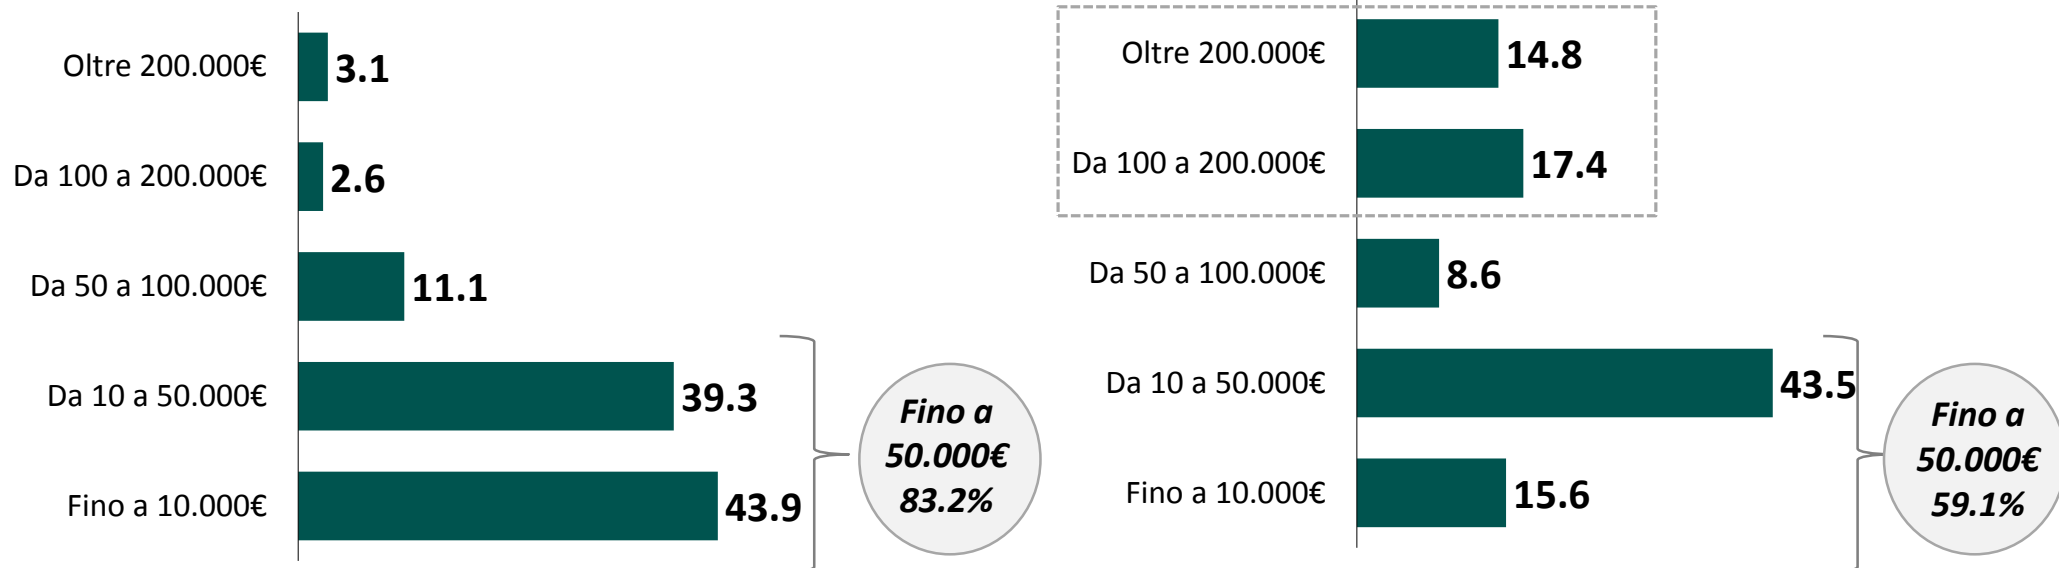 Oltre 200.000€ 3.1
Da 100 a 200.000€ 2.6
Da 50 a 100.000€ 11.1
Da 10 a 50.000€ 39.3
Fino a 10.000€ 43.9
Fino a
50.000€
83.2%
Oltre 200.000€ 14.8
Da 100 a 200.000€ 17.4
Da 50 a 100.000€ 8.6
Da 10 a 50.000€ 43.5
Fino a 10.000€ 15.6
Fino a
50.000€
59.1%